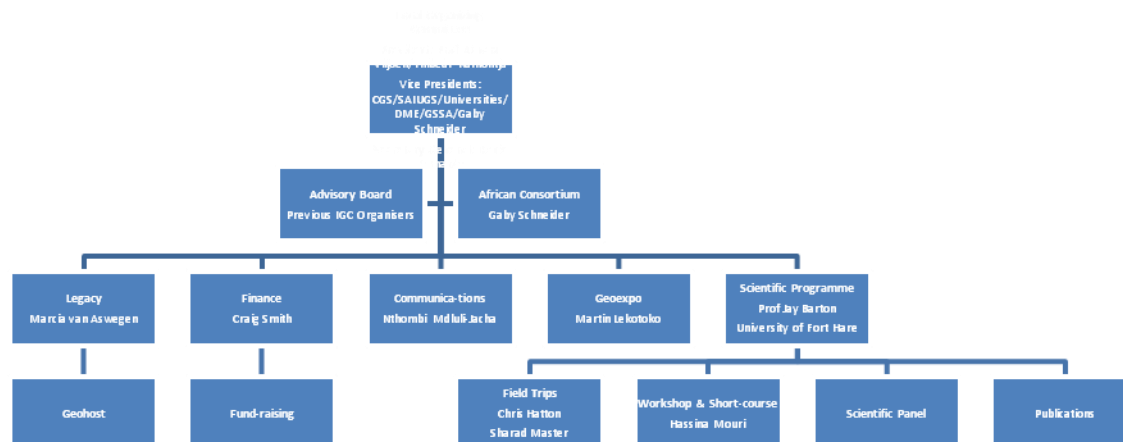 Vice Presidents:
CGS/SAIUGS/Universities/
DME/GSSA/Gaby
Schneider
Advisory Board
Previous IGC Organisers
African Consortium
Gaby Schneider
Legacy
Marcia van Aswegen
Finance
Craig Smith
Communica-tions
Nthombi Mdluli-Jacha
Geoexpo
Martin Lekotoko
Scientific Programme
Prof Jay Barton
University of Fort Hare
Geohost
Fund-raising
Field Trips
Chris Hatton
Sharad Master
Workshop & Short-course
Hassina Mouri
Scientific Panel
Publications